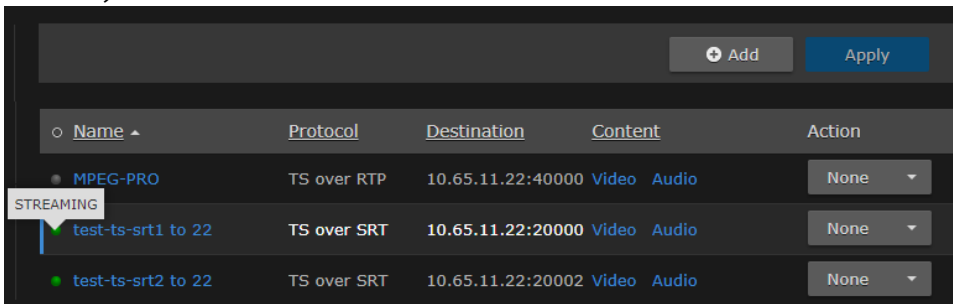 Add Apply
Name Protocol Destination Content Action
MPEG-PRO TS over RTP 10.65.11.22:40000 Video Audio None
STREAMING
test-ts-srt1 to 22 TS over SRT 10.65.11.22:20000 Video Audio None
test-ts-srt2 to 22 TS over SRT 10.65.11.22:20002 Video Audio None